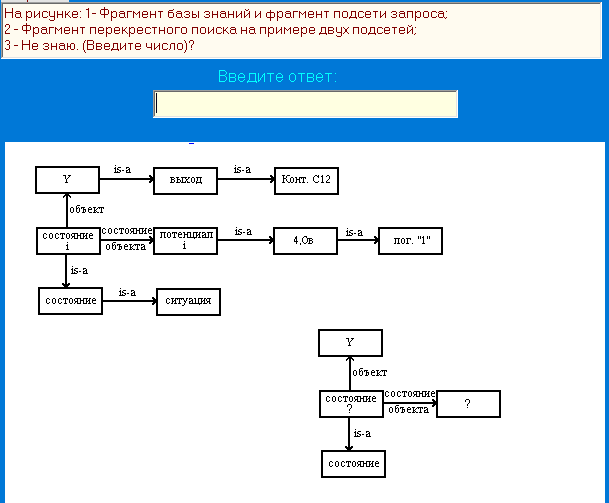 На рисунке: 1- Фрагмент базы знаний и фрагмент подсети запроса;
2 - Фрагмент перекрестного поиска на примере двух подсетей;
3 - Не знаю. (Введите число)?
Введите ответ:
Y
is-a
выход
is-a
Конт. С12
объект
состояние
i
состояние
объекта
потенциал
i
is-a
4,0в
is-a
лог. "1"
is-a
состояние
is-a
ситуация
Y
объект
состояние
?
состояние
объекта
?
is-a
состояние